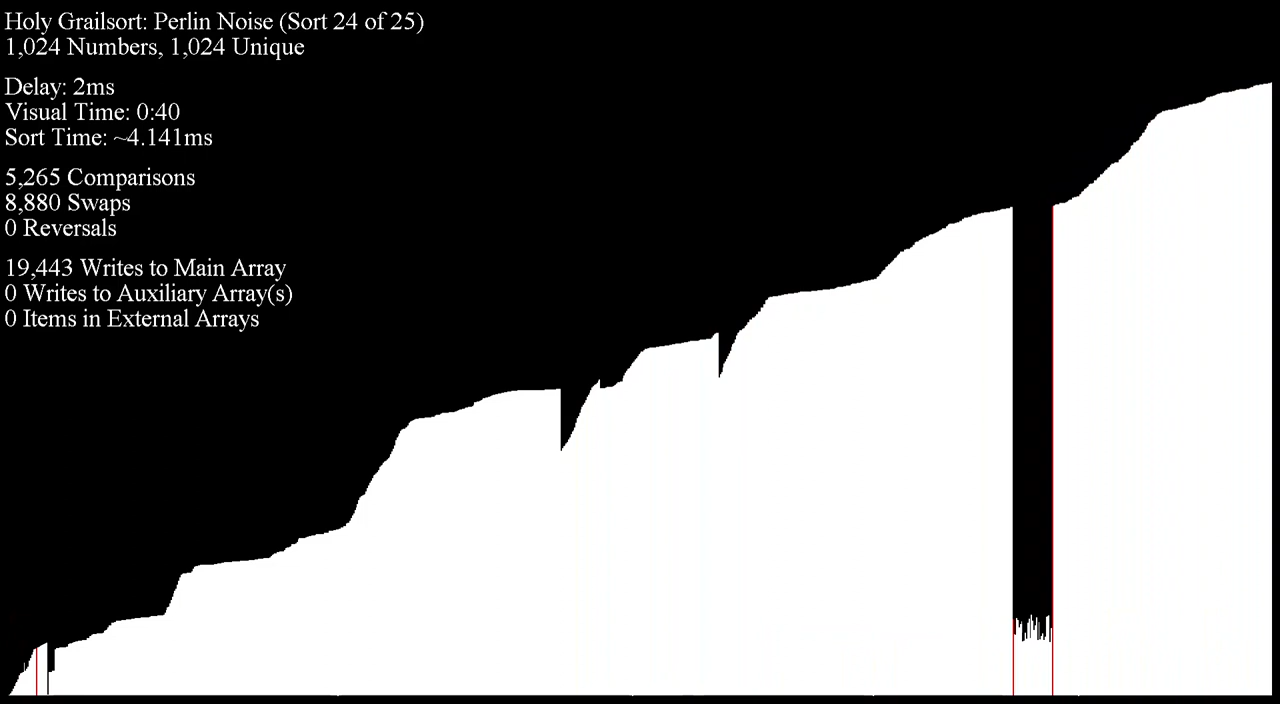 Holy Grailsort: Perlin Noise (Sort 24 of 25)
1,024 Numbers, 1,024 Unique
Delay: 2ms
Visual Time: 0:40
Sort Time: ~4.141ms
5,265 Comparisons
8,880 Swaps
0 Reversals
19,443 Writes to Main Array
0 Writes to Auxiliary Array(s)
0 Items in External Arrays